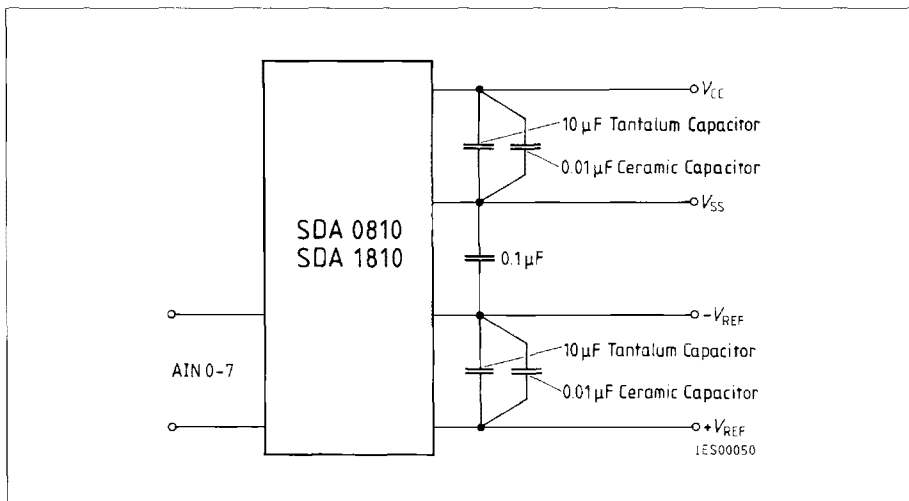 V_CC
10 µF Tantalum Capacitor
0.01 µF Ceramic Capacitor
V_SS
SDA 0810
SDA 1810
0.1 µF
-V_REF
10 µF Tantalum Capacitor
AIN 0-7
0.01 µF Ceramic Capacitor
+V_REF
IES00050